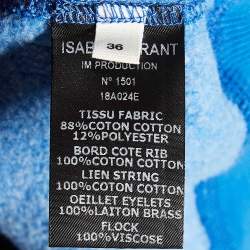 ISABEL MARANT
36
IM PRODUCTION
N° 1501
18A024E
TISSU FABRIC
88%COTON COTTON
12%POLYESTER
BORD COTE RIB
100%COTON COTTON
LIEN STRING
100%COTON COTTON
OEILLET EYELETS
100%LAITON BRASS
FLOCK
100%VISCOSE